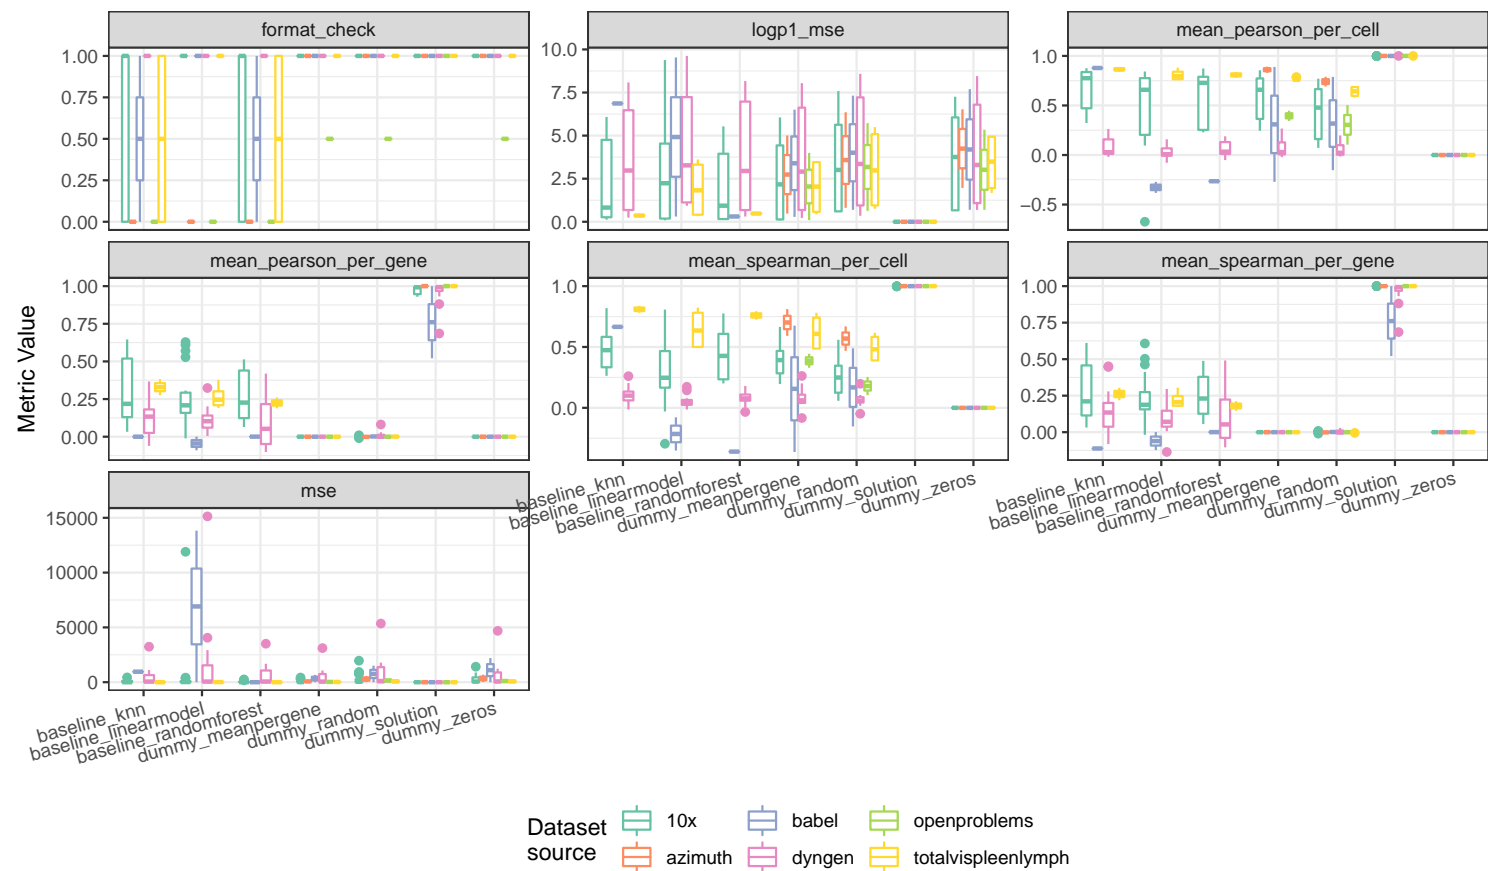 format_check
logp1_mse
mean_pearson_per_cell
1.00
0.75
0.50
0.25
0.00
10.0
7.5
5.0
2.5
0.0
1.0
0.5
0.0
−0.5
mean_pearson_per_gene
mean_spearman_per_cell
mean_spearman_per_gene
1.00
0.75
0.50
0.25
0.00
1.0
0.5
0.0
1.00
0.75
0.50
0.25
0.00
Metric Value
baseline_knn
baseline_linearmodel
baseline_randomforest
dummy_meanpergene
dummy_random
dummy_solution
dummy_zeros
baseline_knn
baseline_linearmodel
baseline_randomforest
dummy_meanpergene
dummy_random
dummy_solution
dummy_zeros
mse
15000
10000
5000
0
baseline_knn
baseline_linearmodel
baseline_randomforest
dummy_meanpergene
dummy_random
dummy_solution
dummy_zeros
Dataset
source
10x
azimuth
babel
dyngen
openproblems
totalvispleenlymph